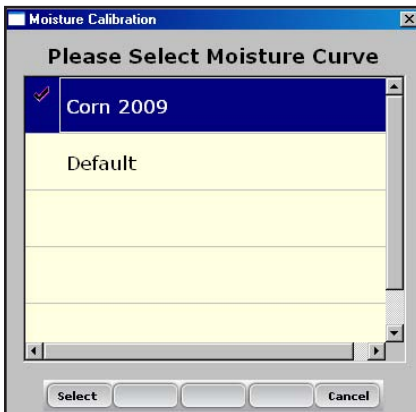 Moisture Calibration
Please Select Moisture Curve
Corn 2009
Default
Select Cancel